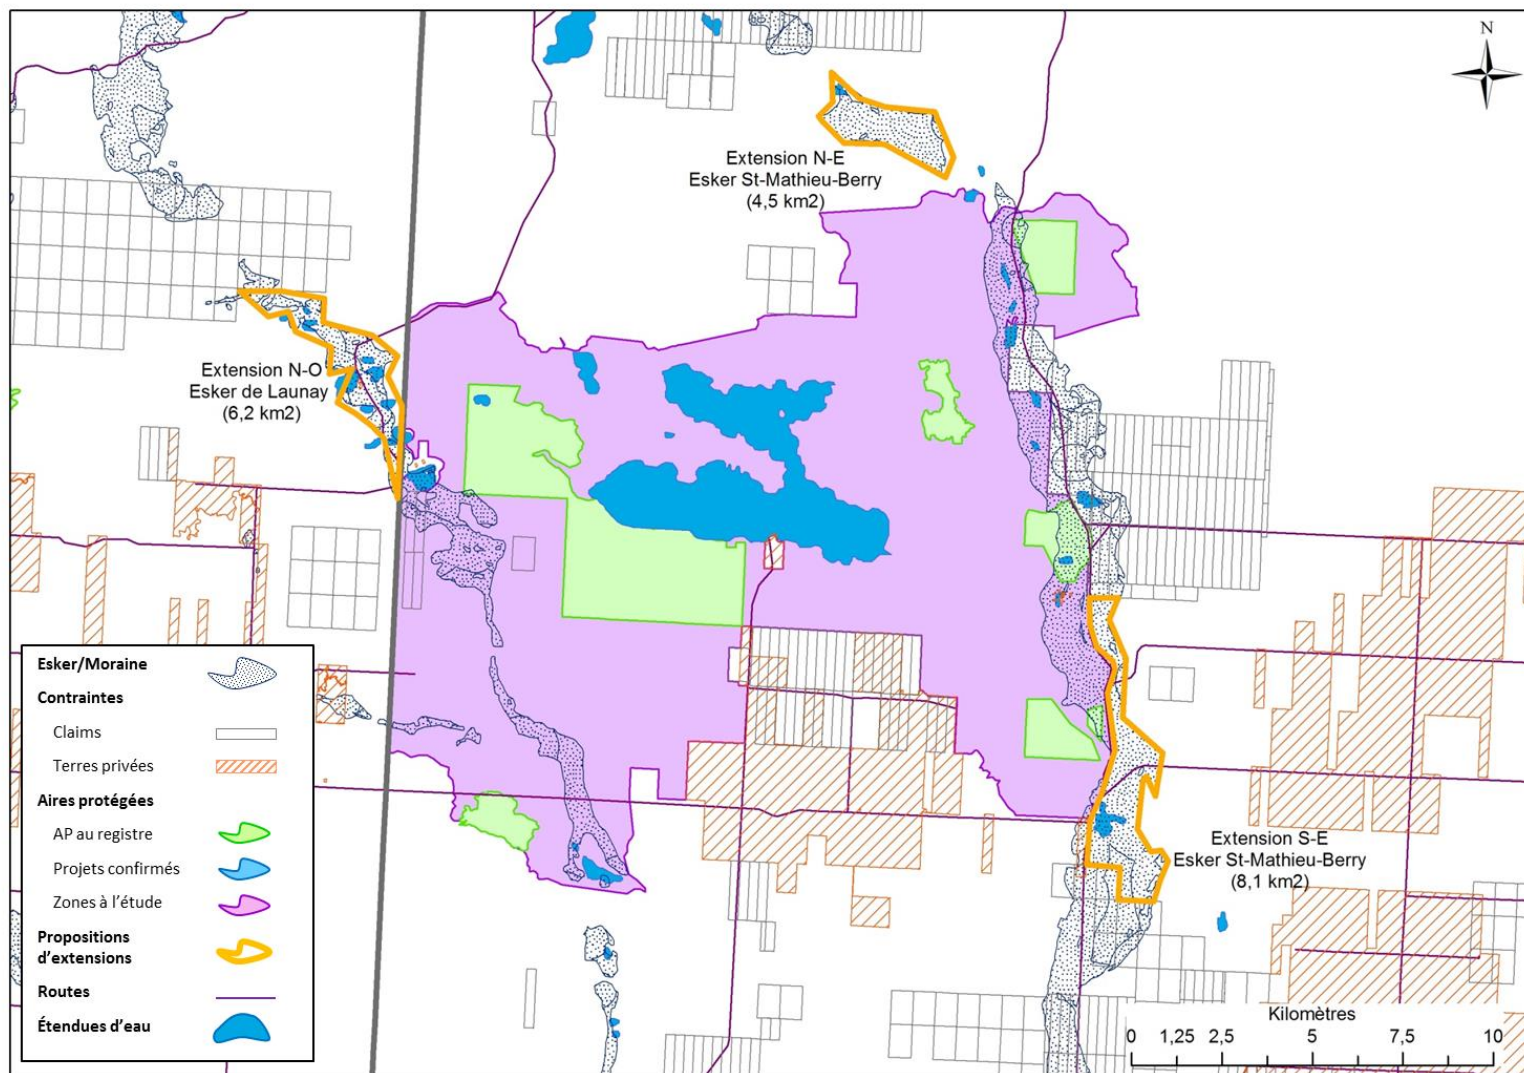 N
Extension N-E
Esker St-Mathieu-Berry
(4,5 km2)
Extension N-O
Esker de Launay
(6,2 km2)
Extension S-E
Esker St-Mathieu-Berry
(8,1 km2)
Esker/Moraine
Contraintes
Claims
Terres privées
Aires protégées
AP au registre
Projets confirmés
Zones à l'étude
Propositions
d'extensions
Routes
Étendues d'eau
Kilomètres
0 1,25 2,5 5 7,5 10